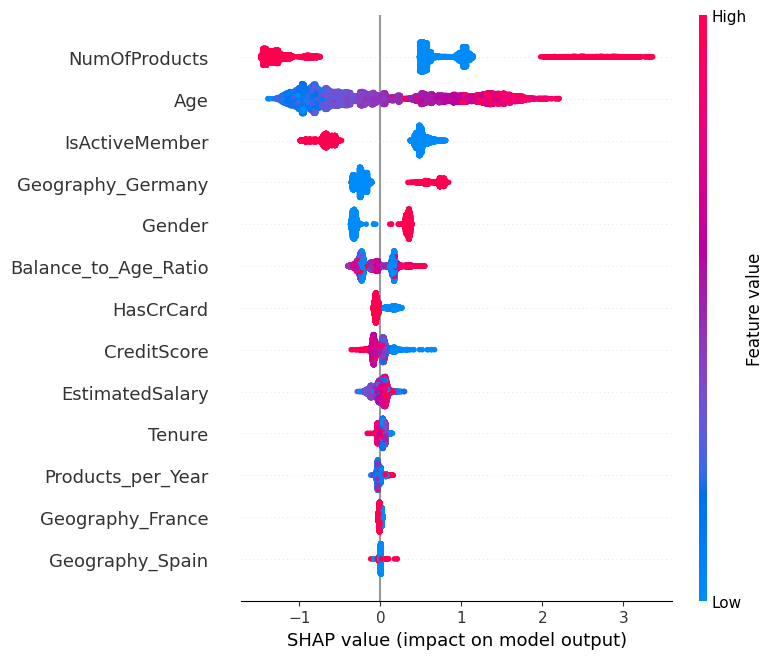 High
NumOfProducts
Age
IsActiveMember
Geography_Germany
Gender
Balance_to_Age_Ratio
HasCrCard
CreditScore
EstimatedSalary
Tenure
Products_per_Year
Geography_France
Geography_Spain
Feature value
Low
−1 0 1 2 3
SHAP value (impact on model output)